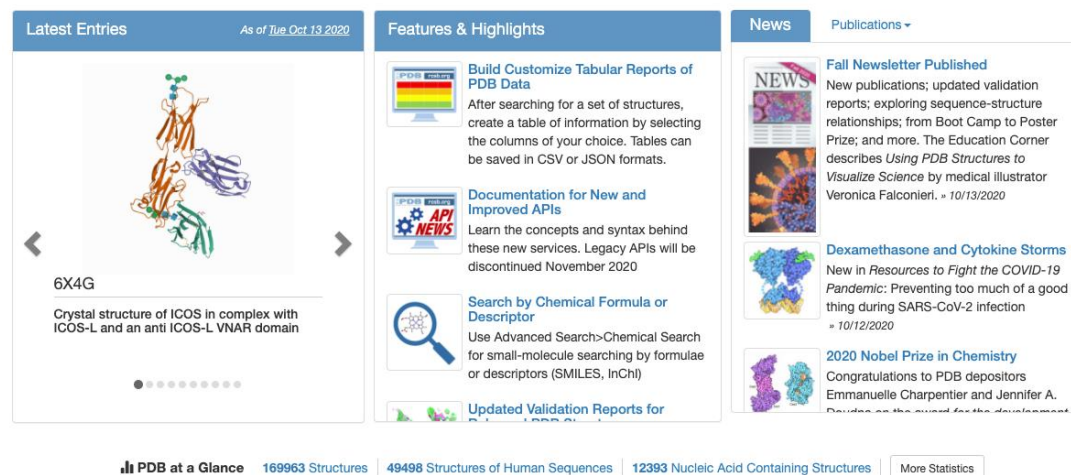 Latest Entries
As of Tue Oct 13 2020
6X4G
Crystal structure of ICOS in complex with
ICOS-L and an anti ICOS-L VNAR domain
Features & Highlights
PDB rcsb.org
Build Customize Tabular Reports of
PDB Data
After searching for a set of structures,
create a table of information by selecting
the columns of your choice. Tables can
be saved in CSV or JSON formats.
PDB rcsb.org
API
NEWS
Documentation for New and
Improved APIs
Learn the concepts and syntax behind
these new services. Legacy APIs will be
discontinued November 2020
Search by Chemical Formula or
Descriptor
Use Advanced Search>Chemical Search
for small-molecule searching by formulae
or descriptors (SMILES, InChI)
Updated Validation Reports for
News
Publications
NEWS
Fall Newsletter Published
New publications; updated validation
reports; exploring sequence-structure
relationships; from Boot Camp to Poster
Prize; and more. The Education Corner
describes Using PDB Structures to
Visualize Science by medical illustrator
Veronica Falconieri. » 10/13/2020
Dexamethasone and Cytokine Storms
New in Resources to Fight the COVID-19
Pandemic: Preventing too much of a good
thing during SARS-CoV-2 infection
» 10/12/2020
2020 Nobel Prize in Chemistry
Congratulations to PDB depositors
Emmanuelle Charpentier and Jennifer A.
PDB at a Glance
169963 Structures
49498 Structures of Human Sequences
12393 Nucleic Acid Containing Structures
More Statistics